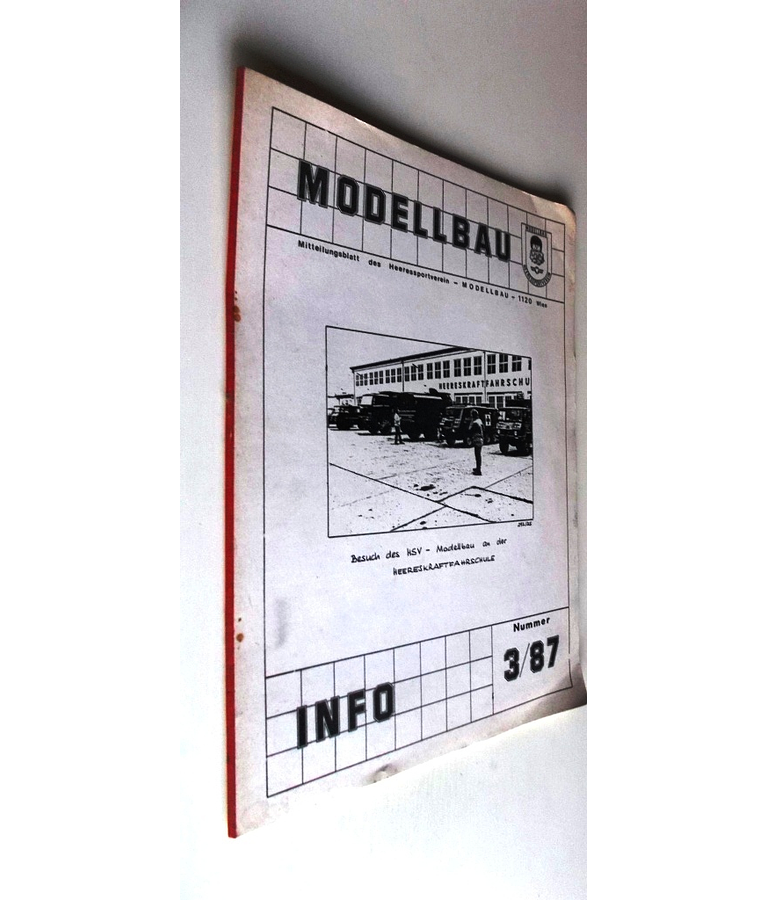 MODELLBAU
Mitteilungsblatt des Heeressportverein – MODELLBAU – 1120 Wien
HEERESKRAFTFAHRSCHU
Besuch des HSV – Modellbau an der
HEERESKRAFTFAHRSCHULE
Nummer
3/87
INFO